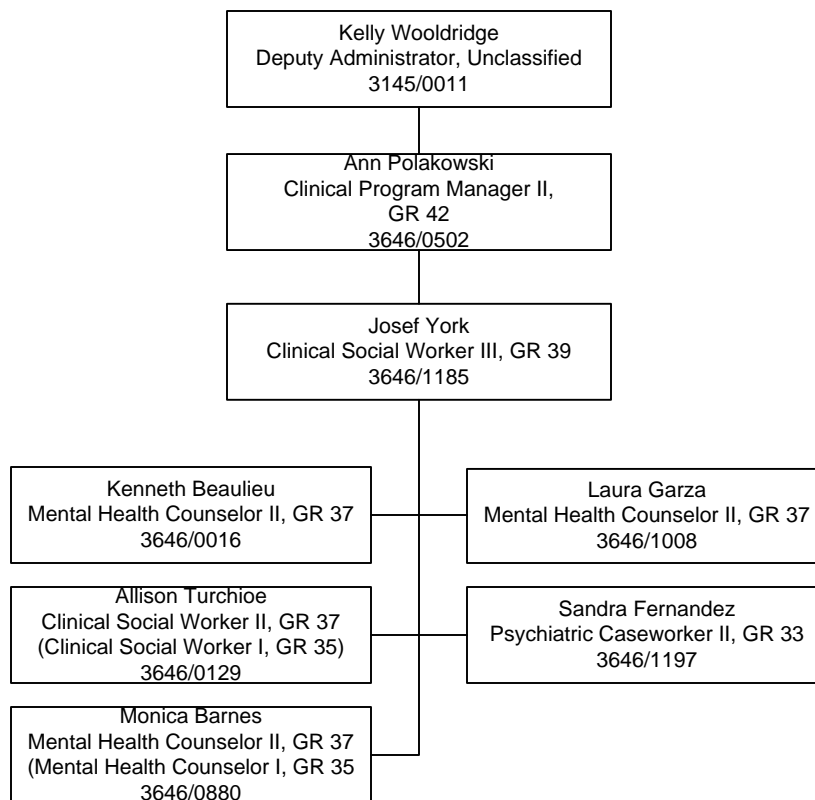 Kelly Wooldridge
Deputy Administrator, Unclassified
3145/0011
Ann Polakowski
Clinical Program Manager II,
GR 42
3646/0502
Josef York
Clinical Social Worker III, GR 39
3646/1185
Kenneth Beaulieu
Mental Health Counselor II, GR 37
3646/0016
Laura Garza
Mental Health Counselor II, GR 37
3646/1008
Allison Turchioe
Clinical Social Worker II, GR 37
(Clinical Social Worker I, GR 35)
3646/0129
Sandra Fernandez
Psychiatric Caseworker II, GR 33
3646/1197
Monica Barnes
Mental Health Counselor II, GR 37
(Mental Health Counselor I, GR 35
3646/0880